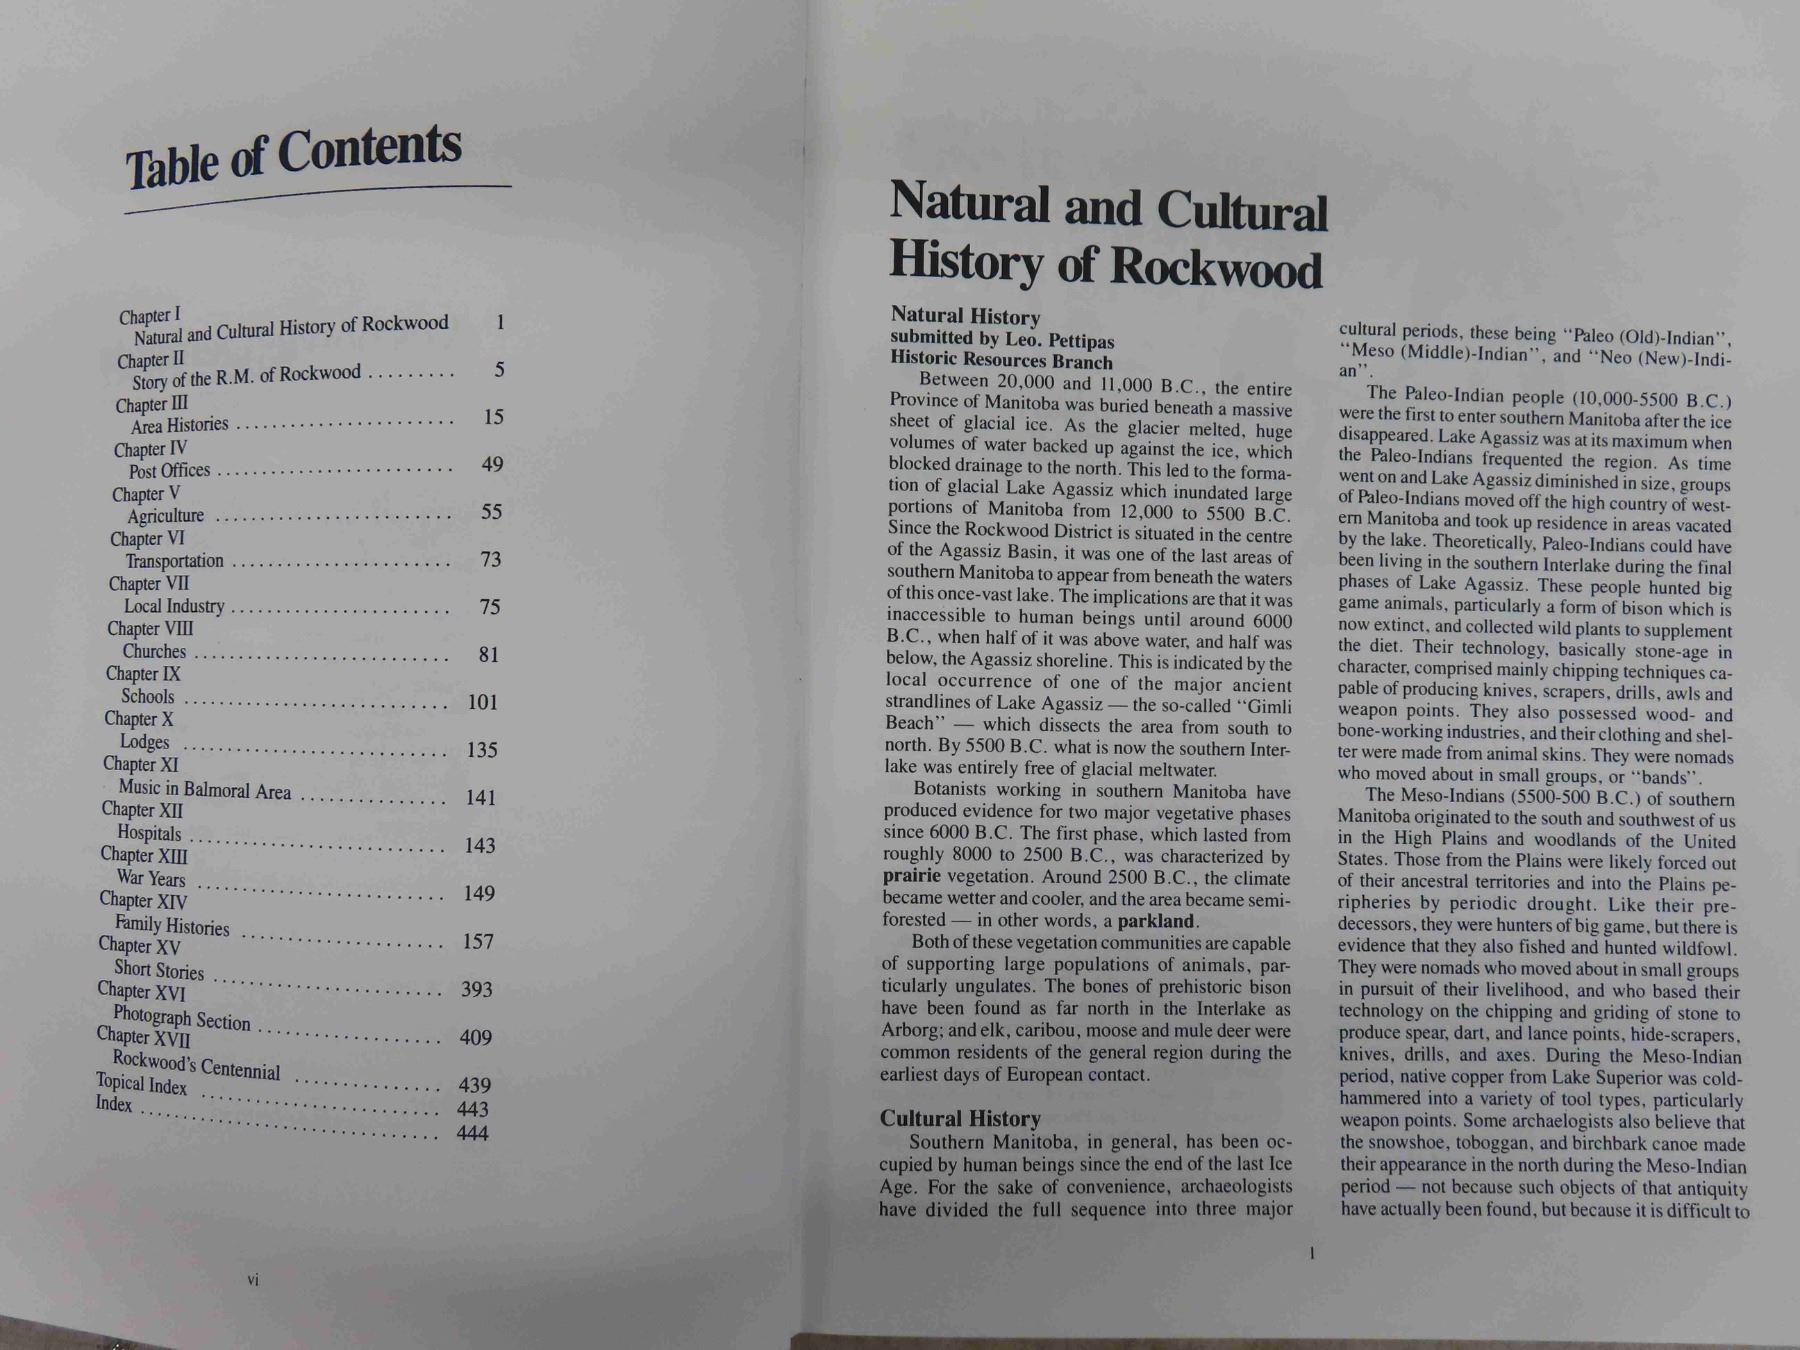 Table of Contents
Chapter I
Natural and Cultural History of Rockwood 1
Chapter II
Story of the R.M. of Rockwood ......... 5
Chapter III
Area Histories ........................ 15
Chapter IV
Post Offices .......................... 49
Chapter V
Agriculture .......................... 55
Chapter VI
Transportation ........................ 73
Chapter VII
Local Industry ........................ 75
Chapter VIII
Churches ............................ 81
Chapter IX
Schools ............................. 101
Chapter X
Lodges ............................. 135
Chapter XI
Music in Balmoral Area ............... 141
Chapter XII
Hospitals ............................ 143
Chapter XIII
War Years ........................... 149
Chapter XIV
Family Histories ...................... 157
Chapter XV
Short Stories ......................... 393
Chapter XVI
Photograph Section .................... 409
Chapter XVII
Rockwood's Centennial ................ 439
Topical Index .......................... 443
Index ................................. 444
vi
Natural and Cultural
History of Rockwood
Natural History
submitted by Leo. Pettipas
Historic Resources Branch
Between 20,000 and 11,000 B.C., the entire
Province of Manitoba was buried beneath a massive
sheet of glacial ice. As the glacier melted, huge
volumes of water backed up against the ice, which
blocked drainage to the north. This led to the forma-
tion of glacial Lake Agassiz which inundated large
portions of Manitoba from 12,000 to 5500 B.C.
Since the Rockwood District is situated in the centre
of the Agassiz Basin, it was one of the last areas of
southern Manitoba to appear from beneath the waters
of this once-vast lake. The implications are that it was
inaccessible to human beings until around 6000
B.C., when half of it was above water, and half was
below, the Agassiz shoreline. This is indicated by the
local occurrence of one of the major ancient
strandlines of Lake Agassiz — the so-called "Gimli
Beach" — which dissects the area from south to
north. By 5500 B.C. what is now the southern Inter-
lake was entirely free of glacial meltwater.
Botanists working in southern Manitoba have
produced evidence for two major vegetative phases
since 6000 B.C. The first phase, which lasted from
roughly 8000 to 2500 B.C., was characterized by
prairie vegetation. Around 2500 B.C., the climate
became wetter and cooler, and the area became semi-
forested — in other words, a parkland.
Both of these vegetation communities are capable
of supporting large populations of animals, par-
ticularly ungulates. The bones of prehistoric bison
have been found as far north in the Interlake as
Arborg; and elk, caribou, moose and mule deer were
common residents of the general region during the
earliest days of European contact.
Cultural History
Southern Manitoba, in general, has been oc-
cupied by human beings since the end of the last Ice
Age. For the sake of convenience, archaeologists
have divided the full sequence into three major
cultural periods, these being "Paleo (Old)-Indian",
"Meso (Middle)-Indian", and "Neo (New)-Indi-
an".
The Paleo-Indian people (10,000-5500 B.C.)
were the first to enter southern Manitoba after the ice
disappeared. Lake Agassiz was at its maximum when
the Paleo-Indians frequented the region. As time
went on and Lake Agassiz diminished in size, groups
of Paleo-Indians moved off the high country of west-
ern Manitoba and took up residence in areas vacated
by the lake. Theoretically, Paleo-Indians could have
been living in the southern Interlake during the final
phases of Lake Agassiz. These people hunted big
game animals, particularly a form of bison which is
now extinct, and collected wild plants to supplement
the diet. Their technology, basically stone-age in
character, comprised mainly chipping techniques ca-
pable of producing knives, scrapers, drills, awls and
weapon points. They also possessed wood- and
bone-working industries, and their clothing and shel-
ter were made from animal skins. They were nomads
who moved about in small groups, or "bands".
The Meso-Indians (5500-500 B.C.) of southern
Manitoba originated to the south and southwest of us
in the High Plains and woodlands of the United
States. Those from the Plains were likely forced out
of their ancestral territories and into the Plains pe-
ripheries by periodic drought. Like their pre-
decessors, they were hunters of big game, but there is
evidence that they also fished and hunted wildfowl.
They were nomads who moved about in small groups
in pursuit of their livelihood, and who based their
technology on the chipping and griding of stone to
produce spear, dart, and lance points, hide-scrapers,
knives, drills, and axes. During the Meso-Indian
period, native copper from Lake Superior was cold-
hammered into a variety of tool types, particularly
weapon points. Some archaelogists also believe that
the snowshoe, toboggan, and birchbark canoe made
their appearance in the north during the Meso-Indian
period — not because such objects of that antiquity
have actually been found, but because it is difficult to
1